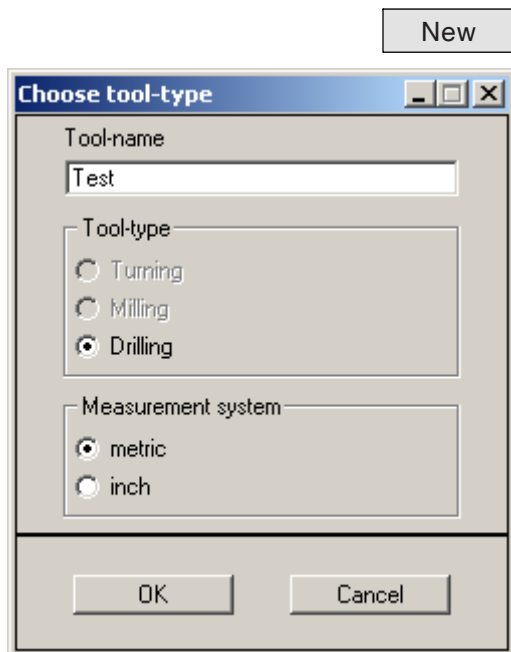 New
Choose tool-type
Tool-name
Test
Tool-type
Turning
Milling
Drilling
Measurement system
metric
inch
OK Cancel